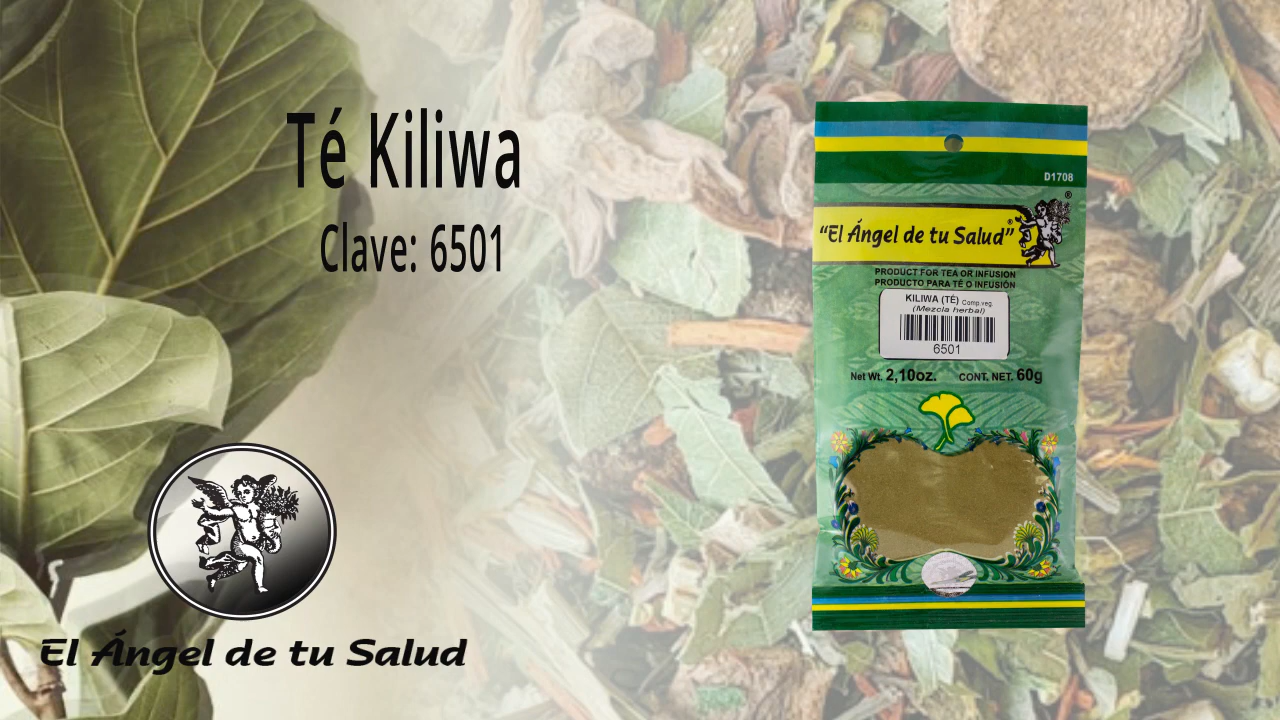 Té Kiliwa
Clave: 6501
El Ángel de tu Salud
D1708
®
"El Ángel de tu Salud"®
PRODUCT FOR TEA OR INFUSION
PRODUCTO PARA TÉ O INFUSIÓN
KILIWA (TÉ) Comp.veg.
(Mezcla herbal)
6501
Net Wt. 2,10oz. CONT. NET. 60g